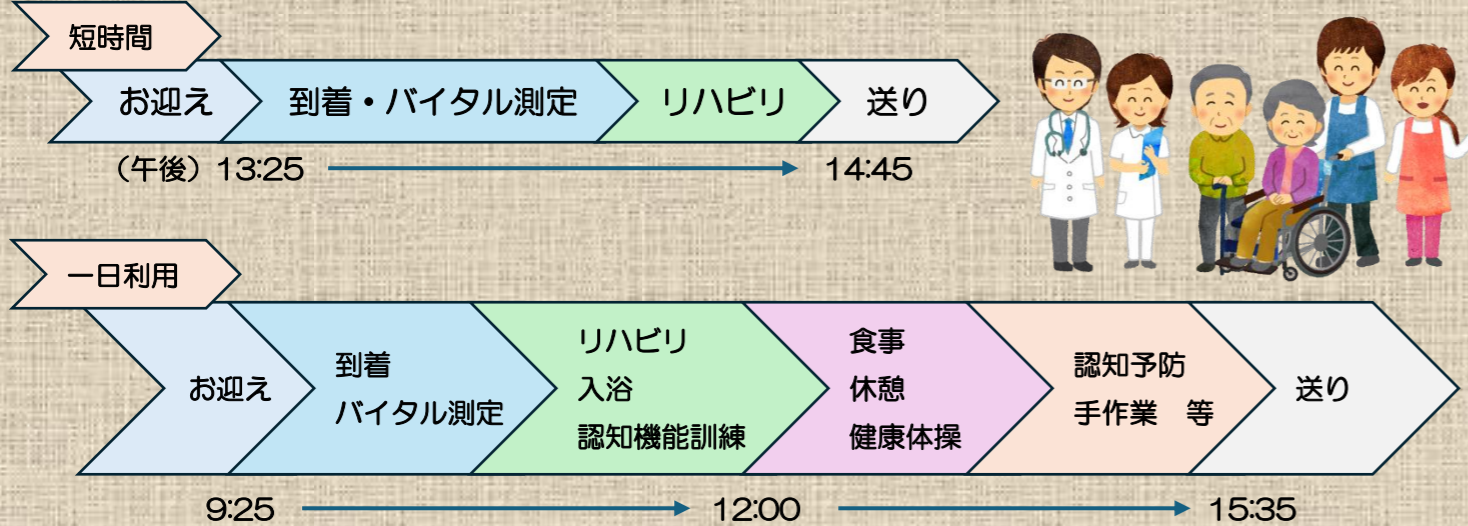 短時間
お迎え 到着・バイタル測定 リハビリ 送り
(午後)13:25 14:45
一日利用
お迎え
到着
バイタル測定
リハビリ
入浴
認知機能訓練
食事
休憩
健康体操
認知予防
手作業 等
送り
9:25 12:00 15:35